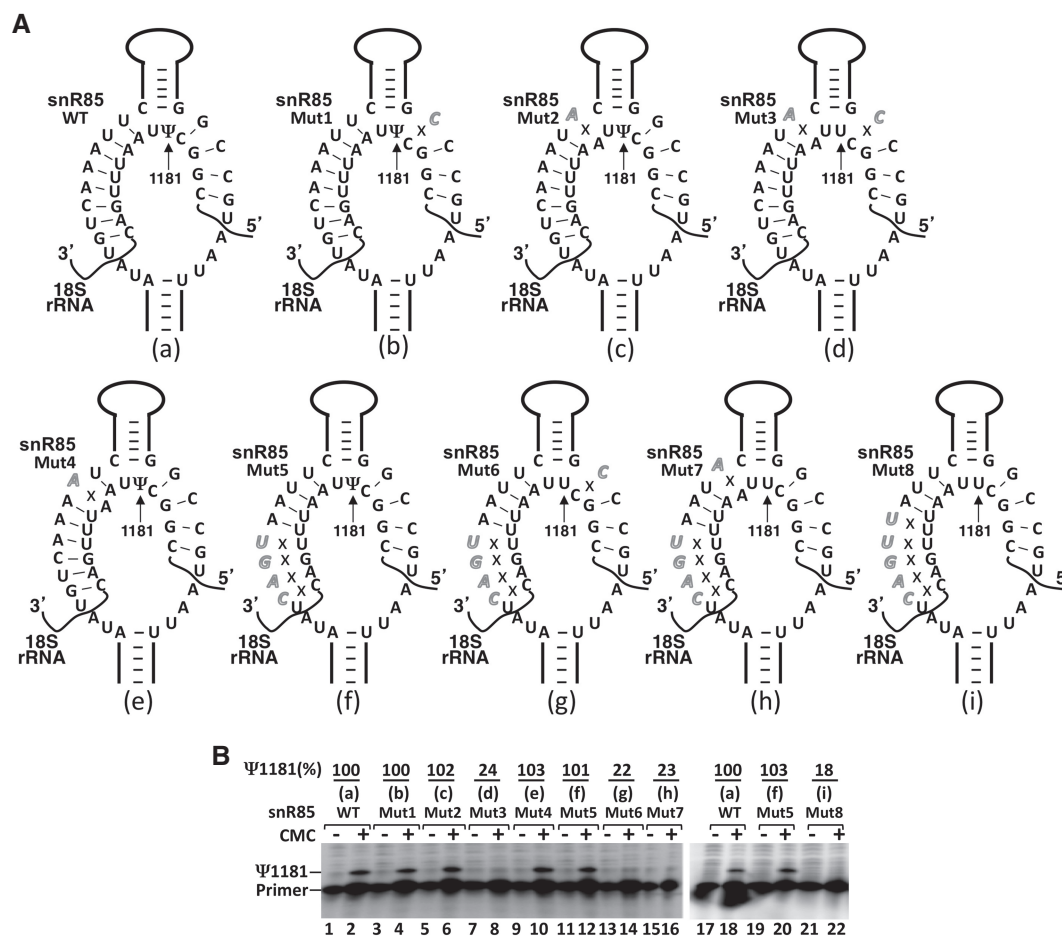 A
snR85
WT
C G
U U A A A C U G U A U A – U U U A A U G C C G
C A G U U U A A U Ψ C G G C C
1181
3'
18S
rRNA
5'
(a)
snR85
Mut1
C
X
Ψ
1181
3'
18S
rRNA
5'
(b)
snR85
Mut2
A
X
Ψ
1181
3'
18S
rRNA
5'
(c)
snR85
Mut3
A
X
C
X
1181
3'
18S
rRNA
5'
(d)
snR85
Mut4
A
X
Ψ
1181
3'
18S
rRNA
5'
(e)
snR85
Mut5
U X
G X
A X
C X
Ψ
1181
3'
18S
rRNA
5'
(f)
snR85
Mut6
C
X
U X
G X
A X
C X
1181
3'
18S
rRNA
5'
(g)
snR85
Mut7
A
X
U X
G X
A X
C X
1181
3'
18S
rRNA
5'
(h)
snR85
Mut8
U X
U X
G X
A X
C X
1181
3'
18S
rRNA
5'
(i)
B
Ψ1181(%) 100 100 102 24 103 101 22 23 100 103 18
(a) (b) (c) (d) (e) (f) (g) (h) (a) (f) (i)
snR85 WT Mut1 Mut2 Mut3 Mut4 Mut5 Mut6 Mut7 WT Mut5 Mut8
CMC - + - + - + - + - + - + - + - + - + - + - +
Ψ1181
Primer
1 2 3 4 5 6 7 8 9 10 11 12 13 14 15 16 17 18 19 20 21 22